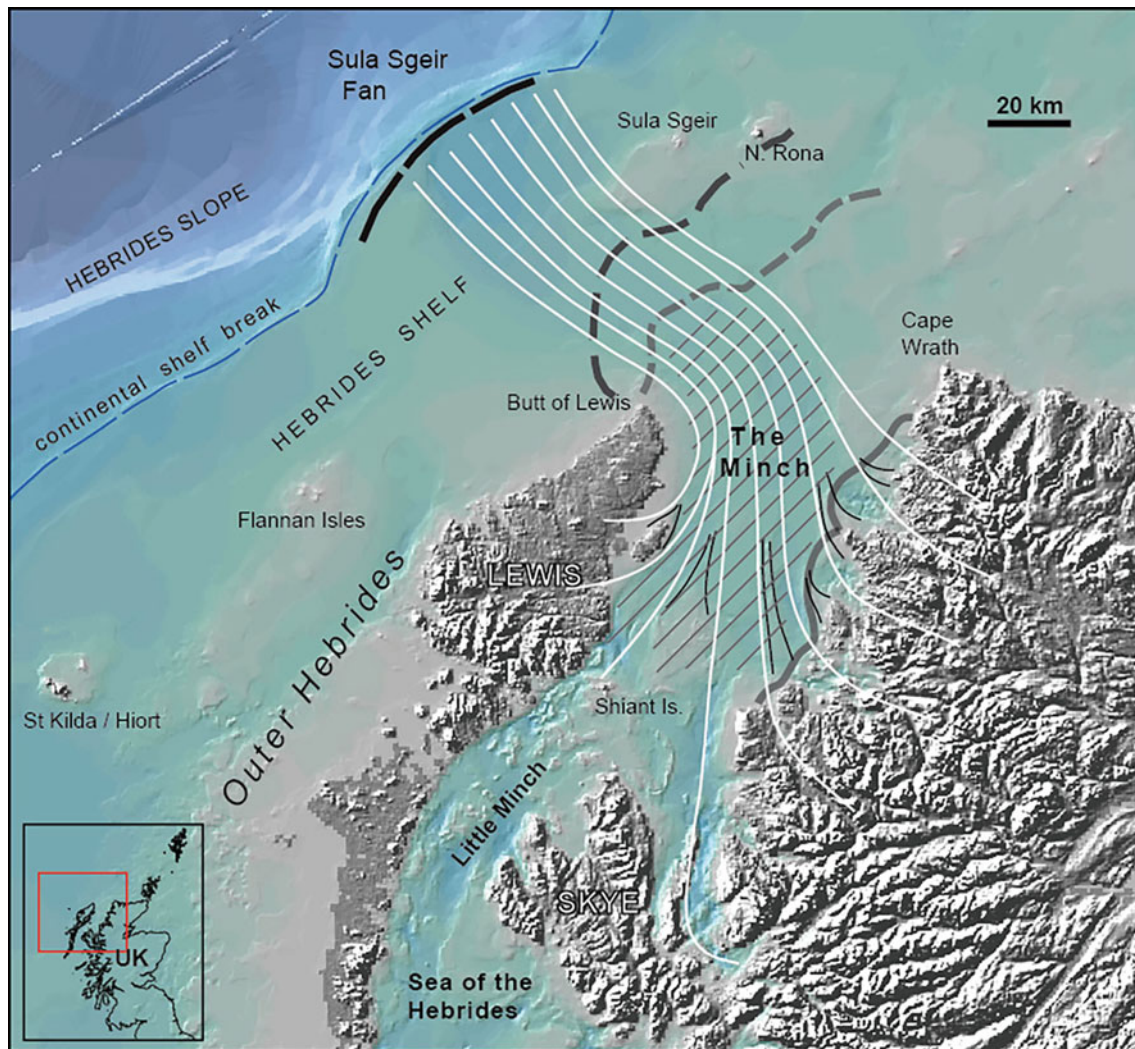 Sula Sgeir
Fan
20 km
Sula Sgeir
N. Rona
HEBRIDES SLOPE
continental shelf break
HEBRIDES SHELF
Cape
Wrath
Butt of Lewis
The
Minch
Flannan Isles
LEWIS
Outer Hebrides
St Kilda / Hiort
Shiant Is.
Little Minch
SKYE
UK
Sea of the
Hebrides